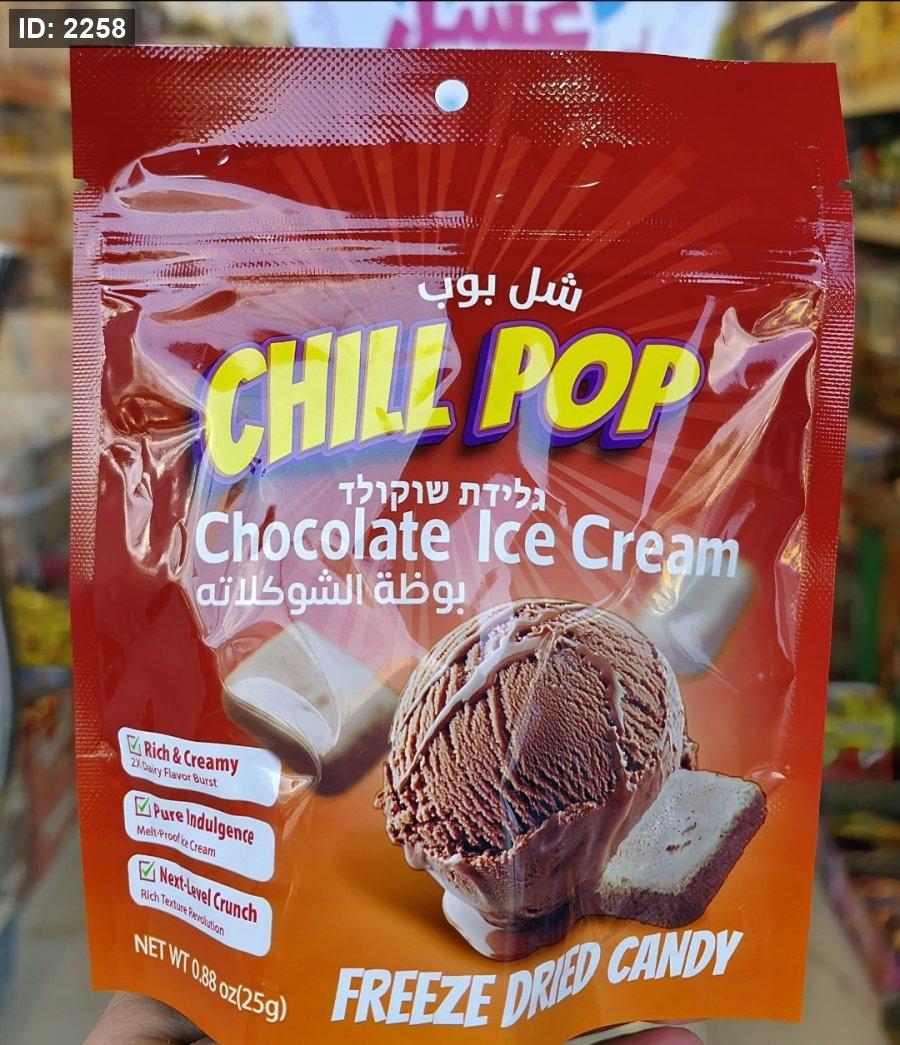 ID: 2258
عسل
شل بوب
CHILL POP
גלידת שוקולד
Chocolate Ice Cream
بوظة الشوكلاته
Rich & Creamy
2X Dairy Flavor Burst
Pure Indulgence
Melt-Proof Ice Cream
Next-Level Crunch
Rich Texture Revolution
NET WT 0.88 oz(25g)
FREEZE DRIED CANDY